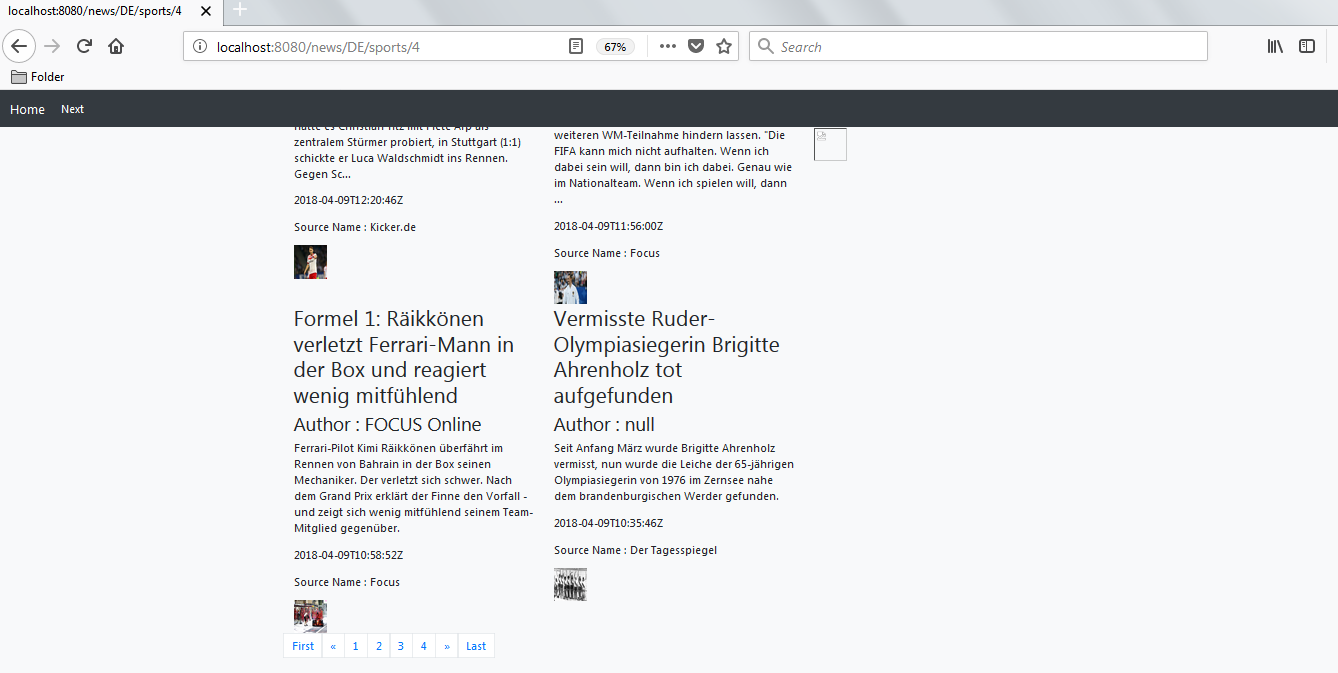 localhost:8080/news/DE/sports/4
localhost:8080/news/DE/sports/4
67%
Search
Folder
Home Next
hatte es Christian Titz mit Fiete Arp als
zentralem Stürmer probiert, in Stuttgart (1:1)
schickte er Luca Waldschmidt ins Rennen.
Gegen Sc...
2018-04-09T12:20:46Z
Source Name : Kicker.de
weiteren WM-Teilnahme hindern lassen. "Die
FIFA kann mich nicht aufhalten. Wenn ich
dabei sein will, dann bin ich dabei. Genau wie
im Nationalteam. Wenn ich spielen will, dann
...
2018-04-09T11:56:00Z
Source Name : Focus
Formel 1: Räikkönen
verletzt Ferrari-Mann in
der Box und reagiert
wenig mitfühlend
Author : FOCUS Online
Ferrari-Pilot Kimi Räikkönen überfährt im
Rennen von Bahrain in der Box seinen
Mechaniker. Der verletzt sich schwer. Nach
dem Grand Prix erklärt der Finne den Vorfall -
und zeigt sich wenig mitfühlend seinem Team-
Mitglied gegenüber.
2018-04-09T10:58:52Z
Source Name : Focus
Vermisste Ruder-
Olympiasiegerin Brigitte
Ahrenholz tot
aufgefunden
Author : null
Seit Anfang März wurde Brigitte Ahrenholz
vermisst, nun wurde die Leiche der 65-jährigen
Olympiasiegerin von 1976 im Zernsee nahe
dem brandenburgischen Werder gefunden.
2018-04-09T10:35:46Z
Source Name : Der Tagesspiegel
First « 1 2 3 4 » Last